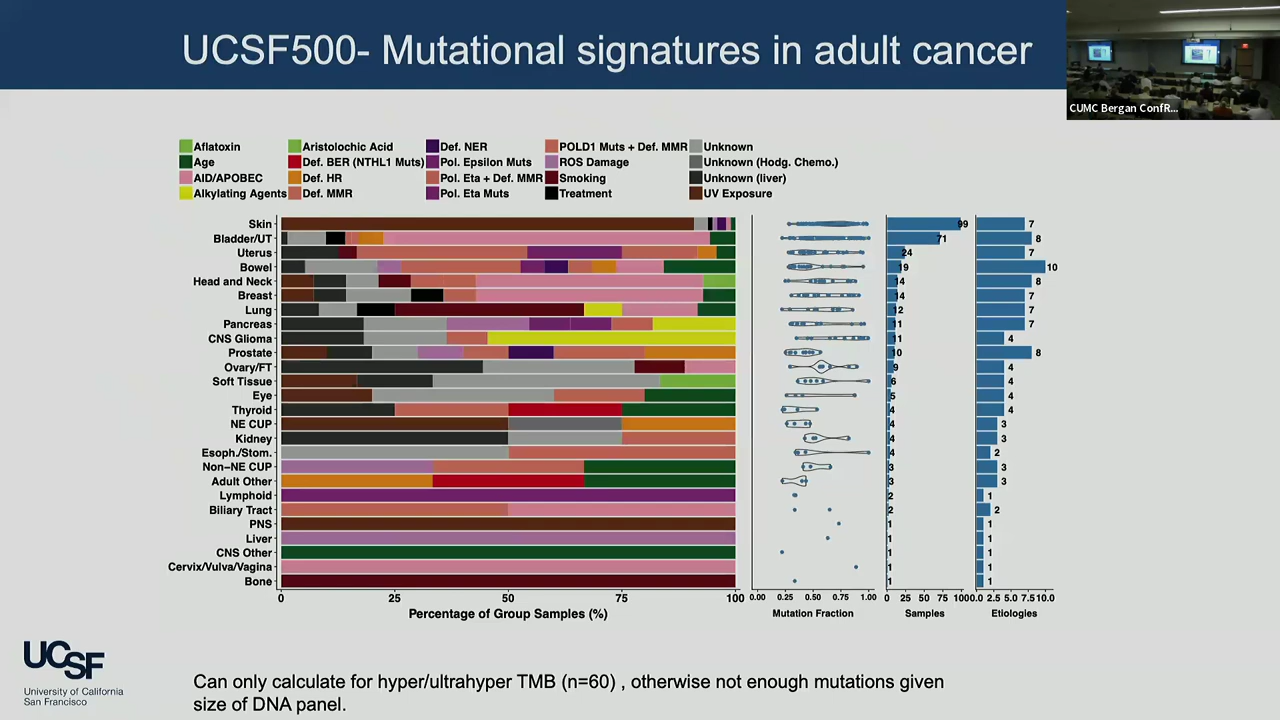 UCSF500- Mutational signatures in adult cancer
CUMC Bergan ConfR...
Aflatoxin Aristolochic Acid Def. NER POLD1 Muts + Def. MMR Unknown
Age Def. BER (NTHL1 Muts) Pol. Epsilon Muts ROS Damage Unknown (Hodg. Chemo.)
AID/APOBEC Def. HR Pol. Eta + Def. MMR Smoking Unknown (liver)
Alkylating Agents Def. MMR Pol. Eta Muts Treatment UV Exposure
Skin 99 7
Bladder/UT 71 8
Uterus 24 7
Bowel 19 10
Head and Neck 14 8
Breast 14 7
Lung 12 7
Pancreas 11 7
CNS Glioma 11 4
Prostate 10 8
Ovary/FT 9 4
Soft Tissue 6 4
Eye 5 4
Thyroid 4 4
NE CUP 4 3
Kidney 4 3
Esoph./Stom. 4 2
Non-NE CUP 3 3
Adult Other 3 3
Lymphoid 2 1
Biliary Tract 2 2
PNS 1 1
Liver 1 1
CNS Other 1 1
Cervix/Vulva/Vagina 1 1
Bone 1 1
0 25 50 75 100 0.00 0.25 0.50 0.75 1.00 0 25 50 75 100 0.0 2.5 5.0 7.5 10.0
Percentage of Group Samples (%) Mutation Fraction Samples Etiologies
UCSF
University of California
San Francisco
Can only calculate for hyper/ultrahyper TMB (n=60) , otherwise not enough mutations given
size of DNA panel.